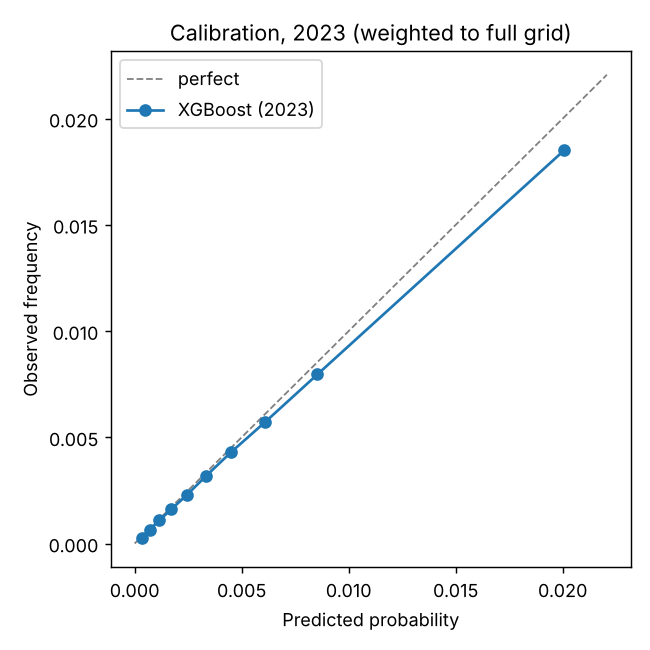 Calibration, 2023 (weighted to full grid)
perfect
XGBoost (2023)
0.020
0.015
0.010
0.005
0.000
Observed frequency
0.000
0.005
0.010
0.015
0.020
Predicted probability